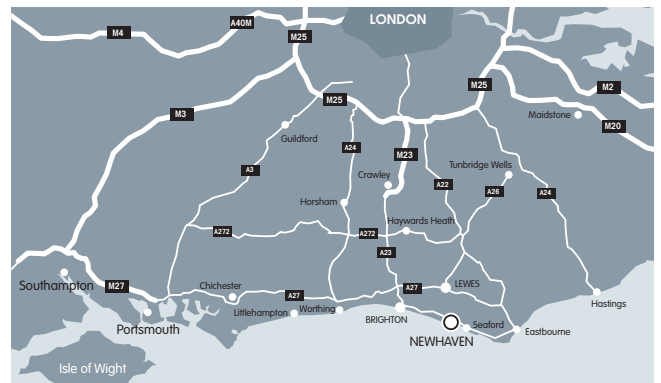 LONDON
A40M
M4
M25
M25
M2
M25
M3
Maidstone
M20
Guildford
A24
M23
Tunbridge Wells
A3
Crawley
A22
A26
A24
Horsham
Haywards Heath
A272
A272
A23
Southampton
M27
Chichester
A27
A27
LEWES
Hastings
Littlehampton
Worthing
BRIGHTON
Seaford
Portsmouth
Eastbourne
NEWHAVEN
Isle of Wight